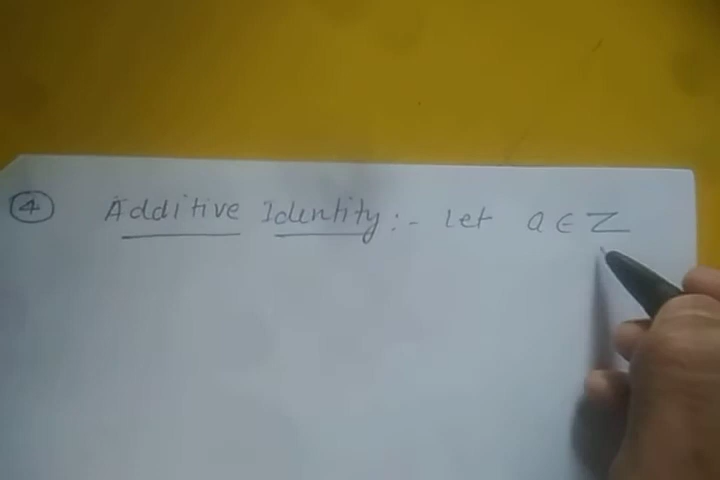 ④ Additive Identity :- Let a ∈ Z